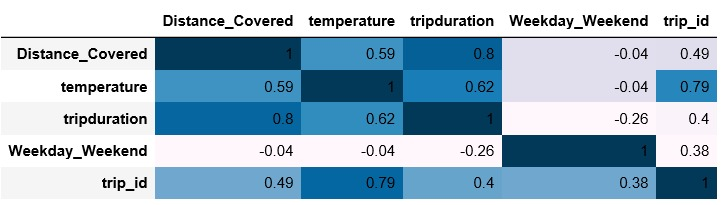 Distance_Covered temperature tripduration Weekday_Weekend trip_id
Distance_Covered 1 0.59 0.8 -0.04 0.49
temperature 0.59 1 0.62 -0.04 0.79
tripduration 0.8 0.62 1 -0.26 0.4
Weekday_Weekend -0.04 -0.04 -0.26 1 0.38
trip_id 0.49 0.79 0.4 0.38 1